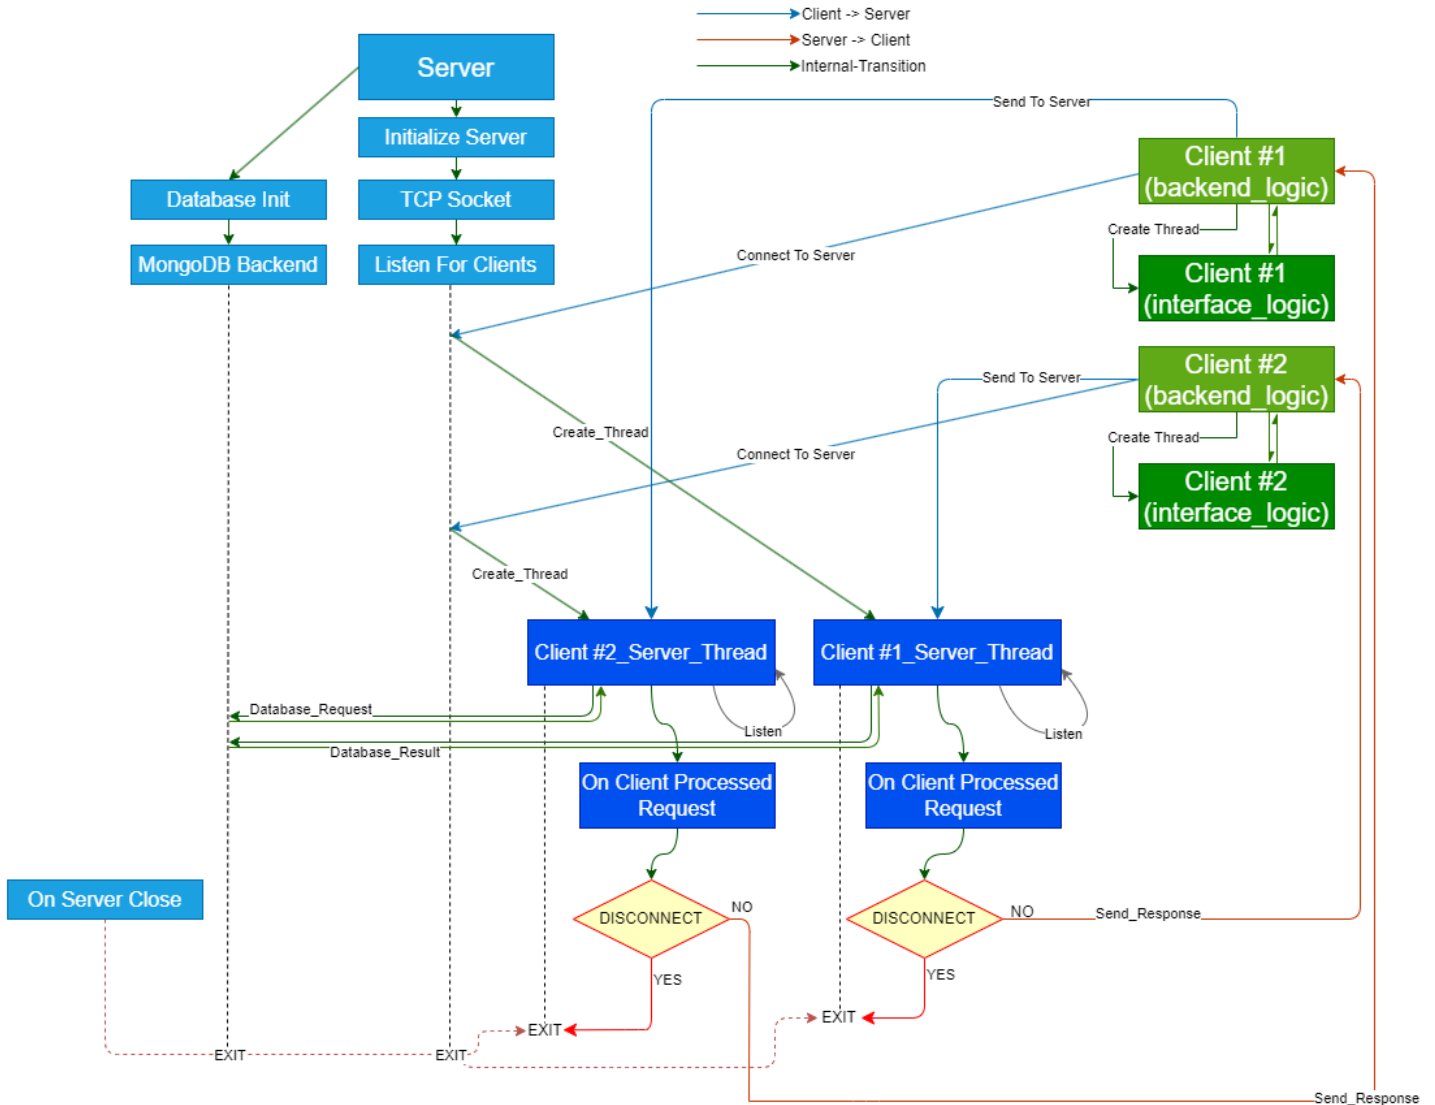 Client -> Server
Server -> Client
Internal-Transition
Server
Send To Server
Initialize Server
Client #1
(backend_logic)
Database Init
TCP Socket
Create Thread
Connect To Server
MongoDB Backend
Listen For Clients
Client #1
(interface_logic)
Client #2
(backend_logic)
Send To Server
Create_Thread
Create Thread
Connect To Server
Client #2
(interface_logic)
Create_Thread
Client #2_Server_Thread
Client #1_Server_Thread
Database_Request
Listen
Listen
Database_Result
On Client Processed
Request
On Client Processed
Request
On Server Close
DISCONNECT
NO
DISCONNECT
NO
Send_Response
YES
YES
EXIT
EXIT
EXIT
EXIT
Send_Response